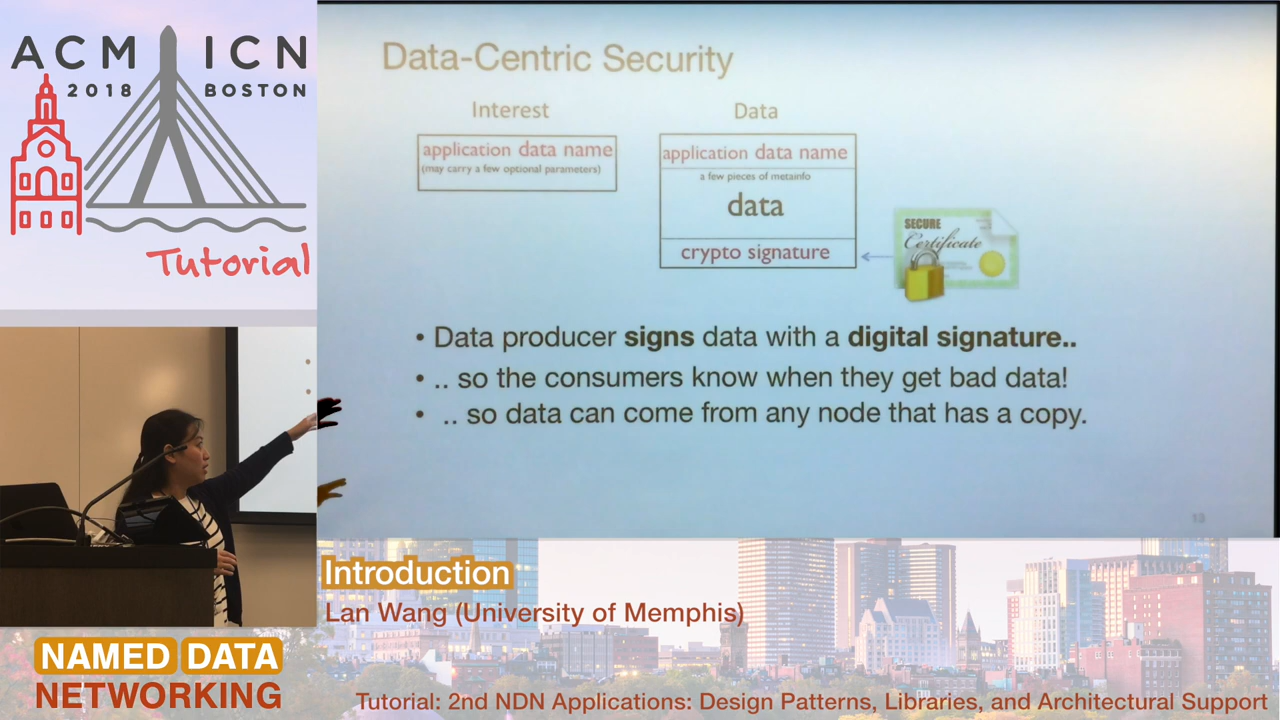 ACM ICN
2018 BOSTON
Tutorial
Data-Centric Security
Interest
Data
application data name
(may carry a few optional parameters)
application data name
a few pieces of metainfo
data
crypto signature
SECURE
Certificate
• Data producer signs data with a digital signature..
• .. so the consumers know when they get bad data!
• .. so data can come from any node that has a copy.
13
Introduction
Lan Wang (University of Memphis)
NAMED DATA
NETWORKING
Tutorial: 2nd NDN Applications: Design Patterns, Libraries, and Architectural Support